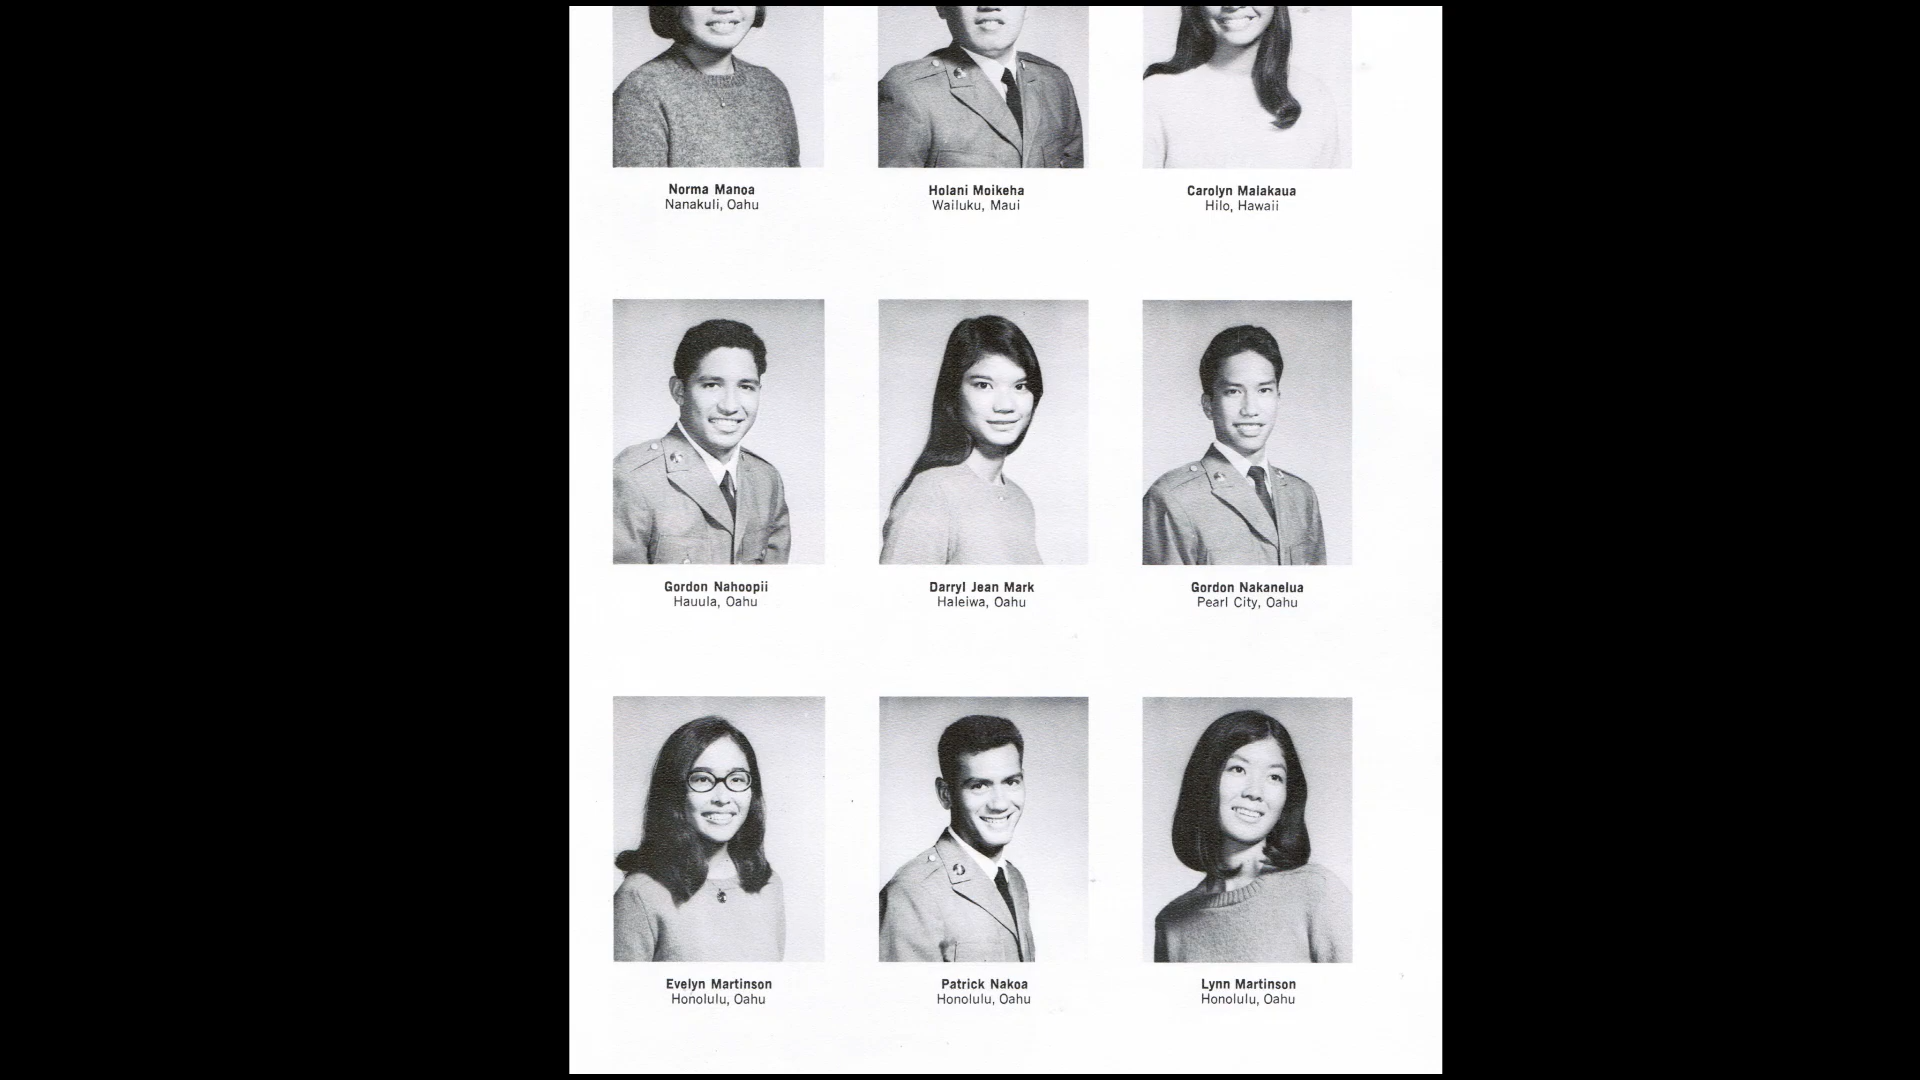 Norma Manoa
Nanakuli, Oahu
Holani Moikeha
Wailuku, Maui
Carolyn Malakaua
Hilo, Hawaii
Gordon Nahoopii
Hauula, Oahu
Darryl Jean Mark
Haleiwa, Oahu
Gordon Nakanelua
Pearl City, Oahu
Evelyn Martinson
Honolulu, Oahu
Patrick Nakoa
Honolulu, Oahu
Lynn Martinson
Honolulu, Oahu